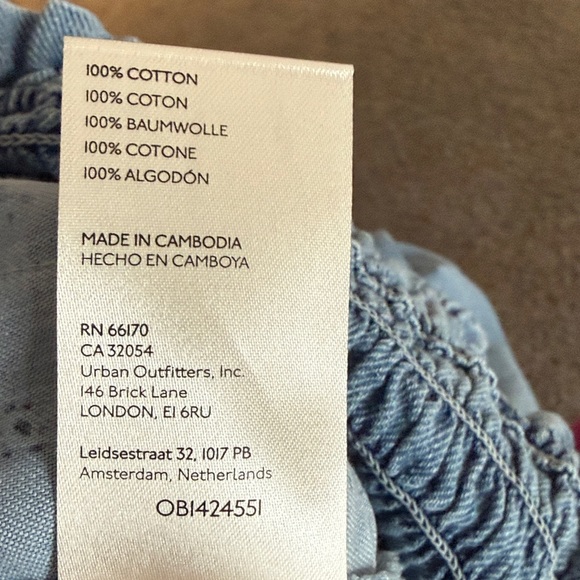 100% COTTON
100% COTON
100% BAUMWOLLE
100% COTONE
100% ALGODÓN
MADE IN CAMBODIA
HECHO EN CAMBOYA
RN 66170
CA 32054
Urban Outfitters, Inc.
146 Brick Lane
LONDON, E1 6RU
Leidsestraat 32, 1017 PB
Amsterdam, Netherlands
OB1424551